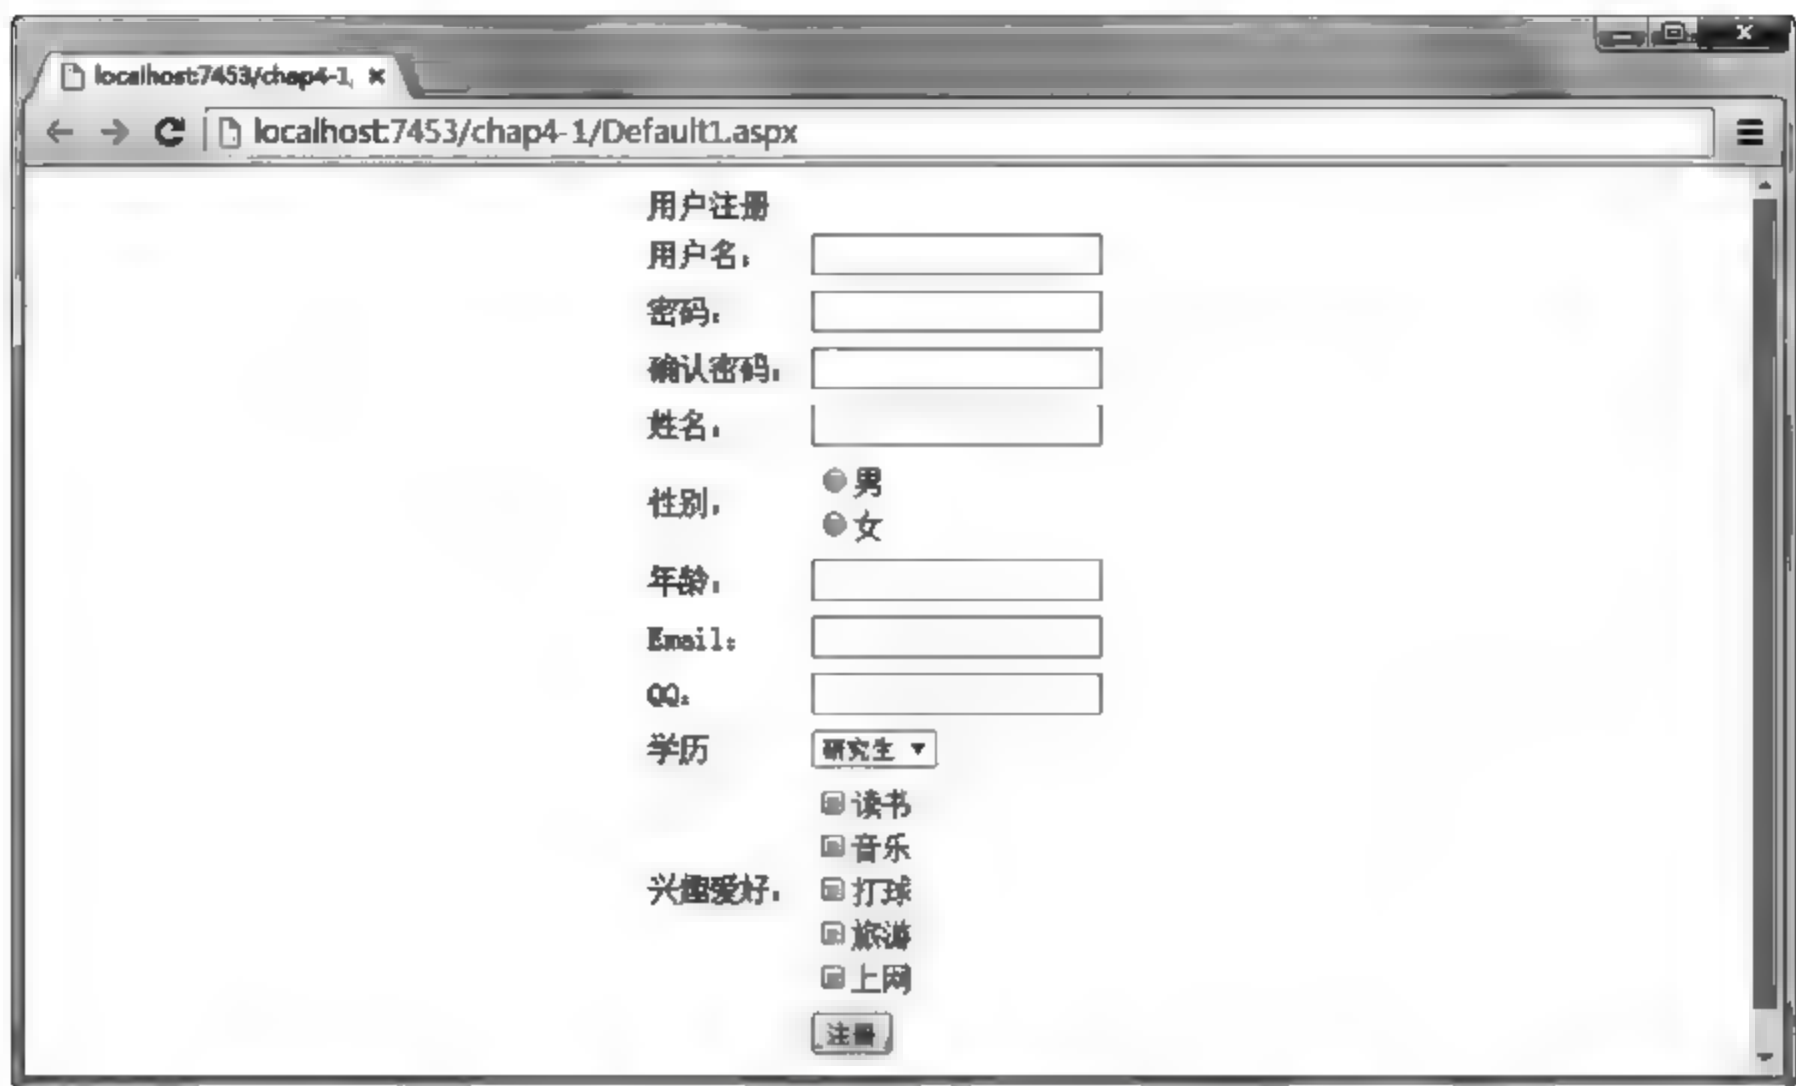 localhost:7453/chap4-1,
localhost:7453/chap4-1/Default1.aspx
用户注册
用户名:
密码:
确认密码:
姓名:
性别:
男
女
年龄:
Email:
QQ:
学历
研究生
兴趣爱好:
读书
音乐
打球
旅游
上网
注册